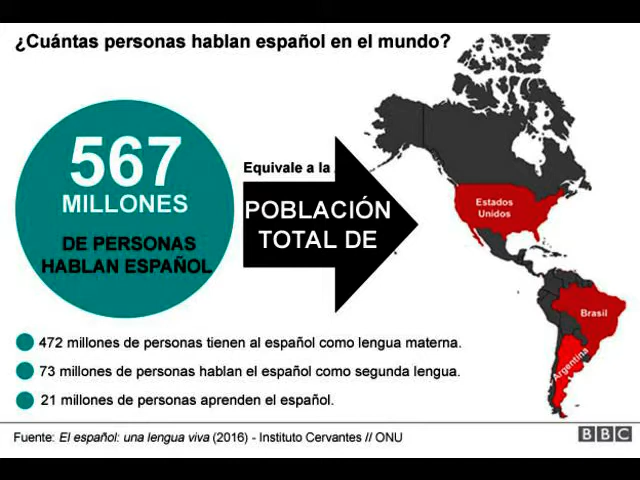 ¿Cuántas personas hablan español en el mundo?
567
MILLONES
DE PERSONAS
HABLAN ESPAÑOL
Equivale a la
POBLACIÓN
TOTAL DE
Estados
Unidos
Brasil
Argentina
472 millones de personas tienen al español como lengua materna.
73 millones de personas hablan el español como segunda lengua.
21 millones de personas aprenden el español.
Fuente: El español: una lengua viva (2016) - Instituto Cervantes // ONU
BBC